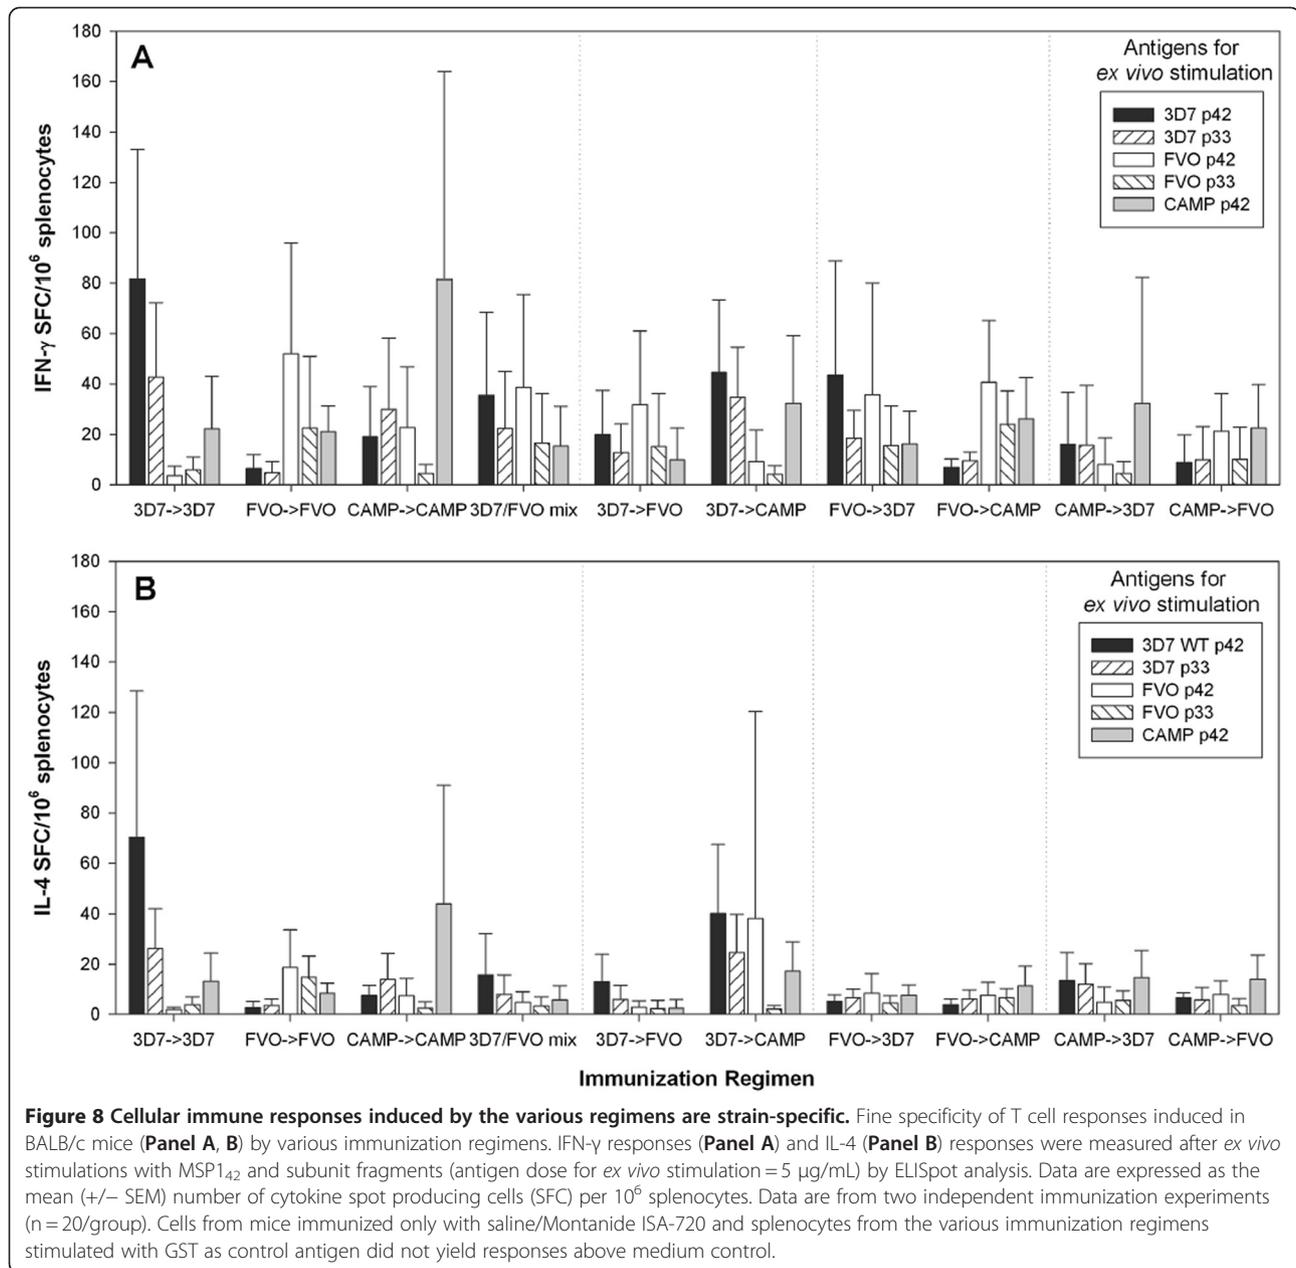 A
Antigens for
ex vivo stimulation
3D7 p42
3D7 p33
FVO p42
FVO p33
CAMP p42
IFN-γ SFC/10⁶ splenocytes
180
160
140
120
100
80
60
40
20
0
3D7->3D7 FVO->FVO CAMP->CAMP 3D7/FVO mix 3D7->FVO 3D7->CAMP FVO->3D7 FVO->CAMP CAMP->3D7 CAMP->FVO
B
Antigens for
ex vivo stimulation
3D7 WT p42
3D7 p33
FVO p42
FVO p33
CAMP p42
IL-4 SFC/10⁶ splenocytes
180
160
140
120
100
80
60
40
20
0
3D7->3D7 FVO->FVO CAMP->CAMP 3D7/FVO mix 3D7->FVO 3D7->CAMP FVO->3D7 FVO->CAMP CAMP->3D7 CAMP->FVO
Immunization Regimen
Figure 8 Cellular immune responses induced by the various regimens are strain-specific. Fine specificity of T cell responses induced in
BALB/c mice (Panel A, B) by various immunization regimens. IFN-γ responses (Panel A) and IL-4 (Panel B) responses were measured after ex vivo
stimulations with MSP1₄₂ and subunit fragments (antigen dose for ex vivo stimulation = 5 μg/mL) by ELISpot analysis. Data are expressed as the
mean (+/− SEM) number of cytokine spot producing cells (SFC) per 10⁶ splenocytes. Data are from two independent immunization experiments
(n = 20/group). Cells from mice immunized only with saline/Montanide ISA-720 and splenocytes from the various immunization regimens
stimulated with GST as control antigen did not yield responses above medium control.